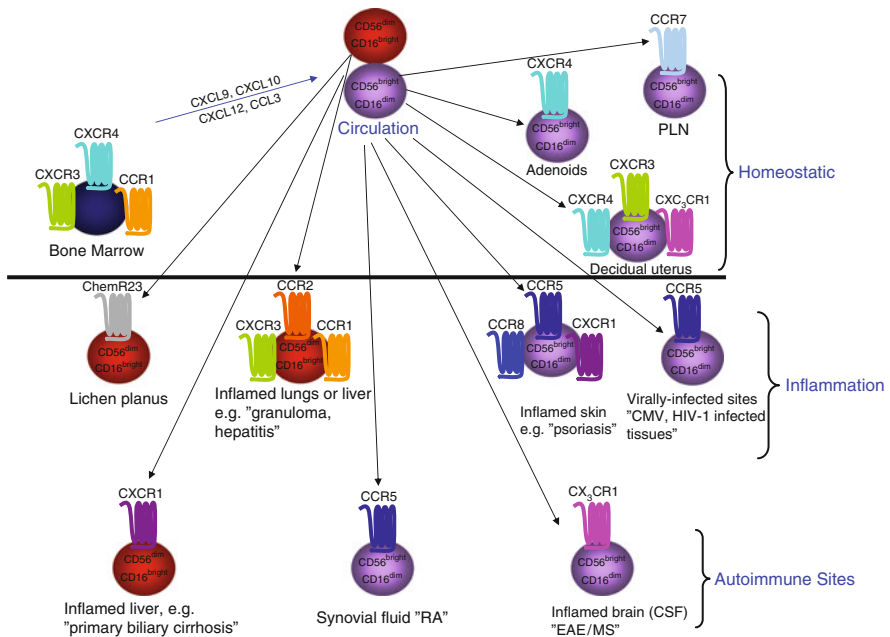 CD56dim
CD16bright
CD56bright
CD16dim
Circulation
CXCL9, CXCL10
CXCL12, CCL3
CXCR4
CXCR3
CCR1
Bone Marrow
CXCR4
CD56bright
CD16dim
Adenoids
CCR7
CD56bright
CD16dim
PLN
CXCR3
CXCR4
CXC3CR1
CD56bright
CD16dim
Decidual uterus
Homeostatic
ChemR23
CD56dim
CD16bright
Lichen planus
CCR2
CXCR3
CCR1
CD56dim
CD16bright
Inflamed lungs or liver
e.g. ”granuloma,
hepatitis”
CCR5
CCR8
CXCR1
CD56bright
CD16dim
Inflamed skin
e.g. ”psoriasis”
CCR5
CD56bright
CD16dim
Virally-infected sites
”CMV, HIV-1 infected
tissues”
Inflammation
CXCR1
CD56dim
CD16bright
Inflamed liver, e.g.
”primary biliary cirrhosis”
CCR5
CD56bright
CD16dim
Synovial fluid ”RA”
CX3CR1
CD56bright
CD16dim
Inflamed brain (CSF)
”EAE/MS”
Autoimmune Sites